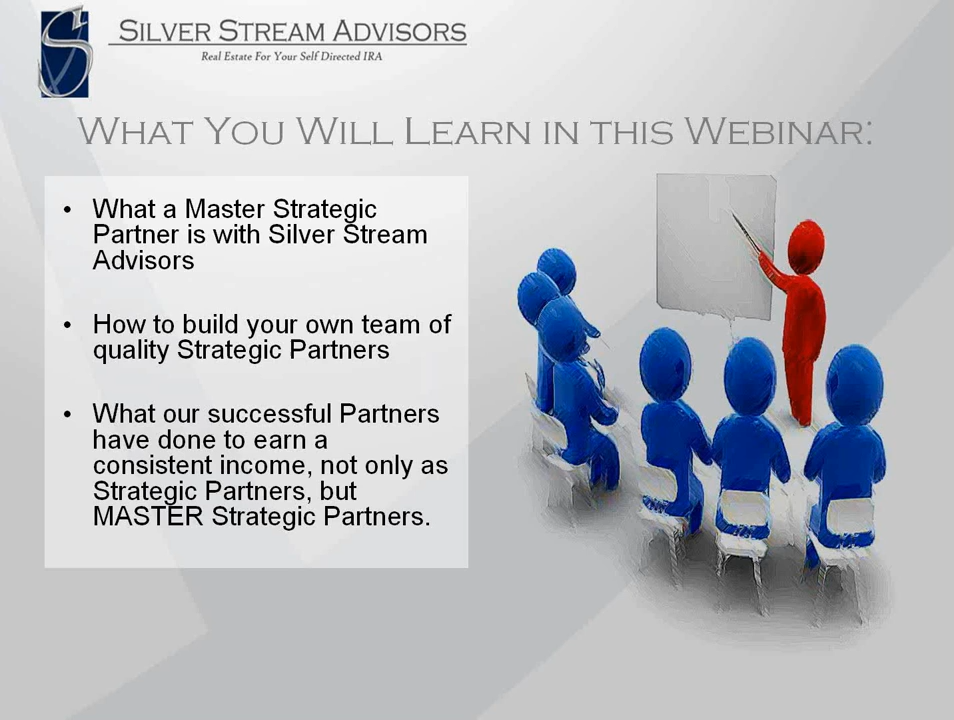 SILVER STREAM ADVISORS
Real Estate For Your Self Directed IRA
WHAT YOU WILL LEARN IN THIS WEBINAR:
• What a Master Strategic
Partner is with Silver Stream
Advisors
• How to build your own team of
quality Strategic Partners
• What our successful Partners
have done to earn a
consistent income, not only as
Strategic Partners, but
MASTER Strategic Partners.